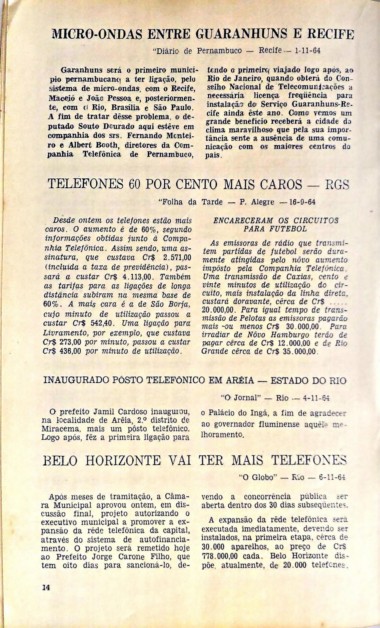 MICRO-ONDAS ENTRE GUARANHUNS E RECIFE
"Diário de Pernambuco — Recife — 1-11-64
Garanhuns será o primeiro municí-
pio pernambucano a ter ligação, pelo
sistema de micro-ondas, com o Recife,
Maceió e João Pessoa e, posteriormen-
te, com o Rio, Brasília e São Paulo.
A fim de tratar dêsse problema, o de-
putado Souto Dourado aqui estêve em
companhia dos srs. Fernando Montei-
ro e Albert Booth, diretores da Com-
panhia Telefônica de Pernambuco,
tendo o primeiro viajado logo após, ao
Rio de Janeiro, quando obterá do Con-
selho Nacional de Telecomunicações a
necessária licença freqüência para
instalação do Serviço Guaranhuns-Re-
cife ainda êste ano. Como vemos um
grande benefício receberá a cidade do
clima maravilhoso que pela sua impor-
tância sente a ausência de uma comu-
nicação com os maiores centros do
país.
TELEFONES 60 POR CENTO MAIS CAROS — RGS
"Folha da Tarde — P. Alegre — 16-9-64
Desde ontem os telefones estão mais
caros. O aumento é de 60%, segundo
informações obtidas junto à Compa-
nhia Telefônica. Assim sendo, uma as-
sinatura, que custava Cr$ 2.571,00
(incluída a taxa de previdência), pas-
sará a custar Cr$ 4.113,00. Também
as tarifas para as ligações de longa
distância subiram na mesma base de
60%. A mais cara é a de São Borja,
cujo minuto de utilização passou a
custar Cr$ 542,40. Uma ligação para
Livramento, por exemplo, que custava
Cr$ 273,00 por minuto, passou a custar
Cr$ 436,00 por minuto de utilização.
ENCARECERAM OS CIRCUITOS
PARA FUTEBOL
As emissoras de rádio que transmi-
tem partidas de futebol serão dura-
mente atingidas pelo nôvo aumento
impôsto pela Companhia Telefônica.
Uma transmissão de Caxias, cento e
vinte minutos de utilização do cir-
cuito, mais instalação da linha direta,
custará doravante, cêrca de Cr$ .....
20.000,00. Para igual tempo de trans-
missão de Pelotas as emissoras pagarão
mais ou menos Cr$ 30.000,00. Para
irradiar de Nôvo Hamburgo terão de
pagar cêrca de Cr$ 12.000,00 e de Rio
Grande cêrca de Cr$ 35.000,00.
INAUGURADO PÔSTO TELEFÔNICO EM ARÊIA — ESTADO DO RIO
"O Jornal" — Rio — 4-11-64
O prefeito Jamil Cardoso inaugurou,
na localidade de Arêia, 2.º distrito de
Miracema, mais um pôsto telefônico.
Logo após, fêz a primeira ligação para
o Palácio do Ingá, a fim de agradecer
ao governador fluminense aquêle me-
lhoramento.
BELO HORIZONTE VAI TER MAIS TELEFONES
"O Globo" — Rio — 6-11-64
Após meses de tramitação, a Câma-
ra Municipal aprovou ontem, em dis-
cussão final, projeto autorizando o
executivo municipal a promover a ex-
pansão da rêde telefônica da capital,
através do sistema de autofinancia-
mento. O projeto será remetido hoje
ao Prefeito Jorge Carone Filho, que
tem oito dias para sancioná-lo, de-
vendo a concorrência pública ser
aberta dentro dos 30 dias subseqüentes.
A expansão da rêde telefônica será
executada imediatamente, devendo ser
instalados, na primeira etapa, cêrca de
30.000 aparelhos, ao preço de Cr$
778.000,00 cada. Belo Horizonte dis-
põe, atualmente, de 20.000 telefones.
14